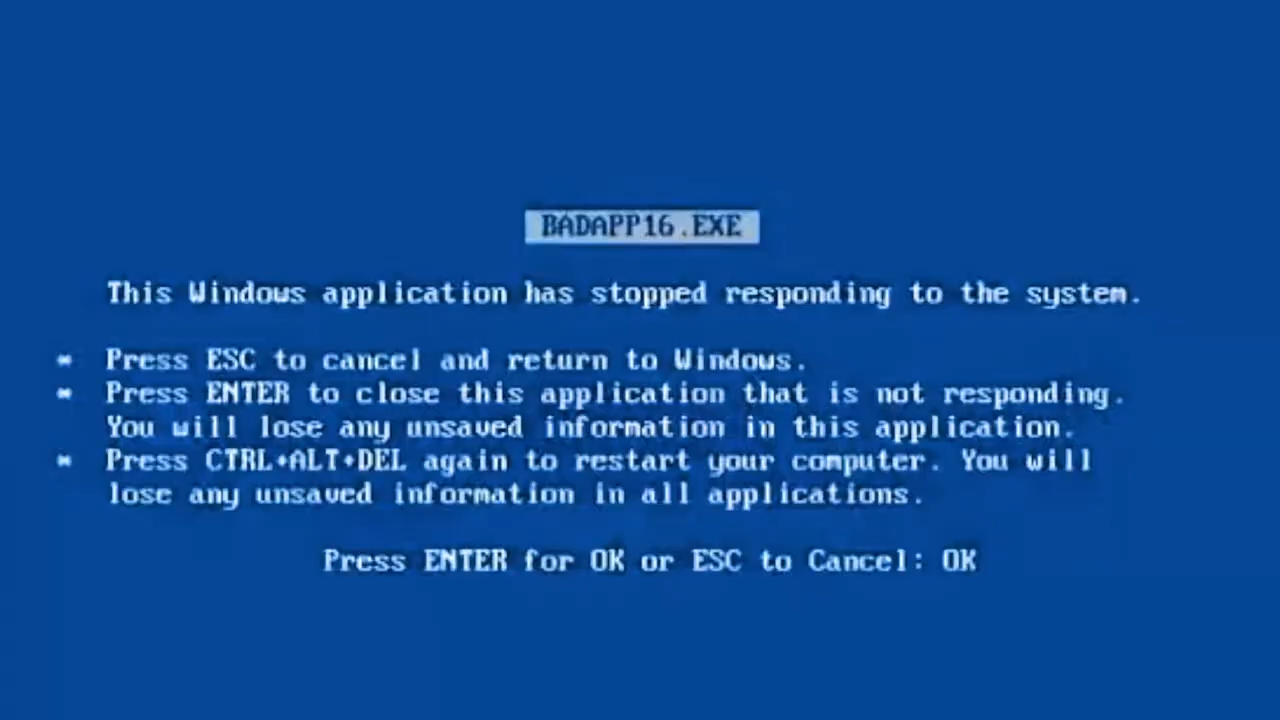 BADAPP16.EXE
This Windows application has stopped responding to the system.
* Press ESC to cancel and return to Windows.
* Press ENTER to close this application that is not responding.
You will lose any unsaved information in this application.
* Press CTRL+ALT+DEL again to restart your computer. You will
lose any unsaved information in all applications.
Press ENTER for OK or ESC to Cancel: OK